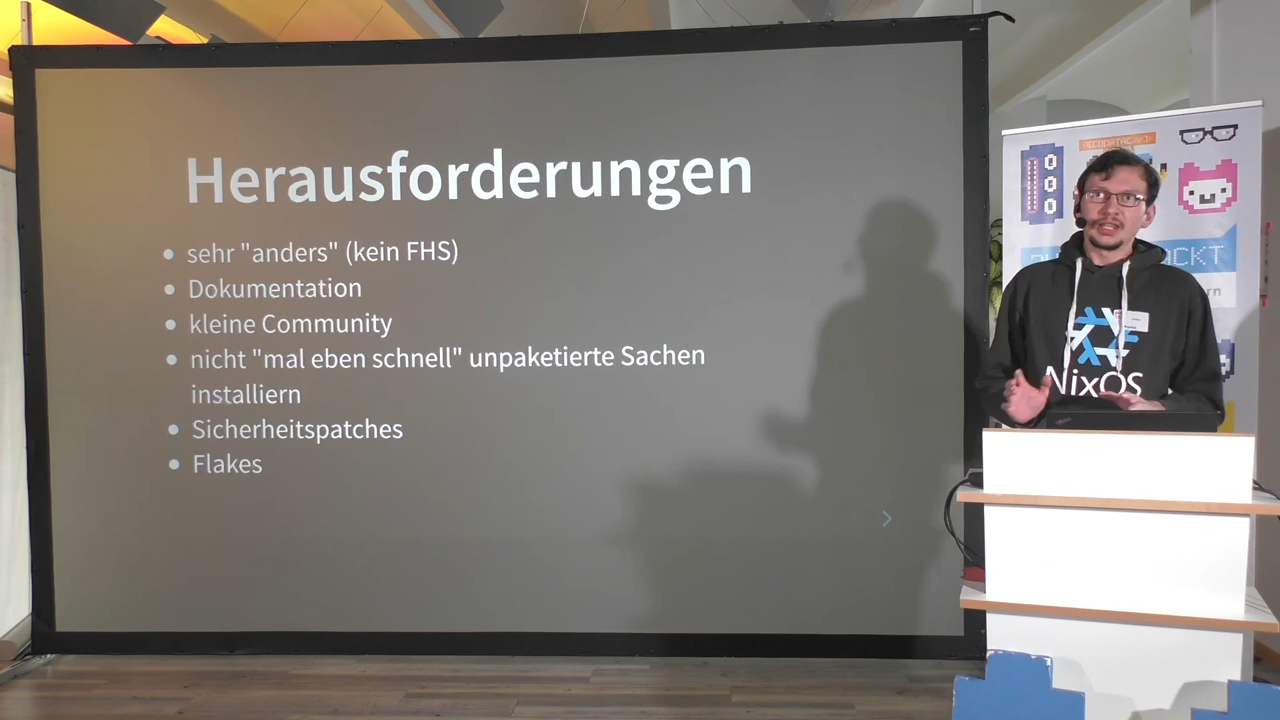 Herausforderungen
sehr "anders" (kein FHS)
Dokumentation
kleine Community
nicht "mal eben schnell" unpaketierte Sachen
installiern
Sicherheitspatches
Flakes
NixOS